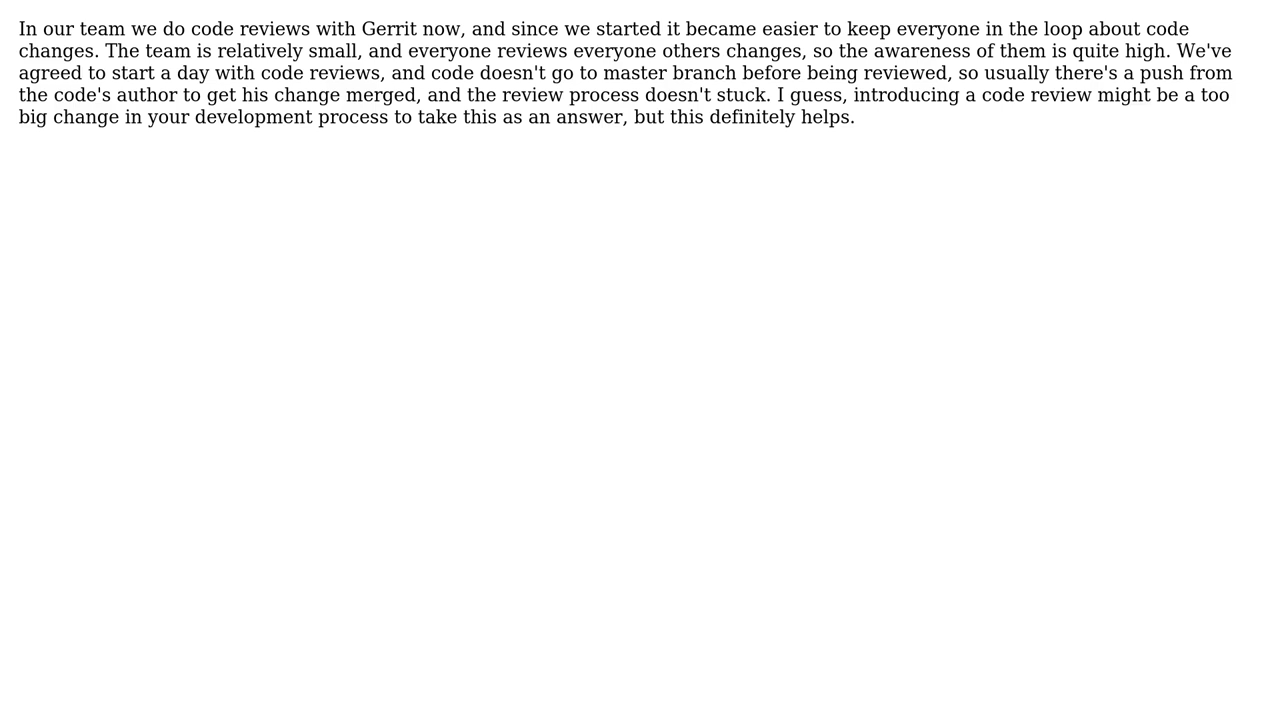 In our team we do code reviews with Gerrit now, and since we started it became easier to keep everyone in the loop about code
changes. The team is relatively small, and everyone reviews everyone others changes, so the awareness of them is quite high. We've
agreed to start a day with code reviews, and code doesn't go to master branch before being reviewed, so usually there's a push from
the code's author to get his change merged, and the review process doesn't stuck. I guess, introducing a code review might be a too
big change in your development process to take this as an answer, but this definitely helps.